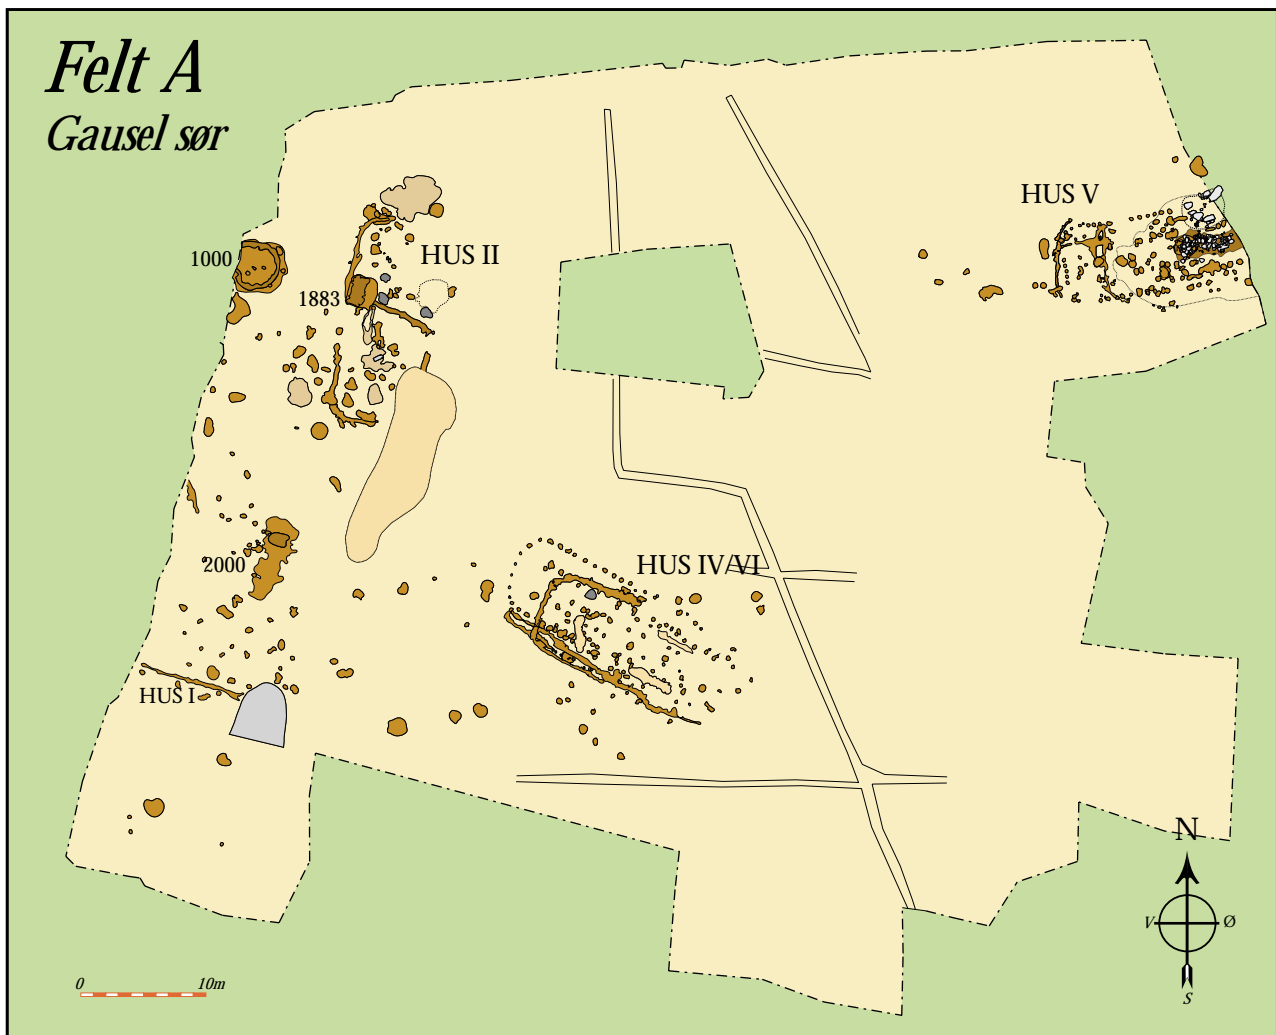 Felt A
Gausel sør
HUS V
1000
HUS II
1883
HUS IV/VI
2000
HUS I
N
V
Ø
S
0
10m